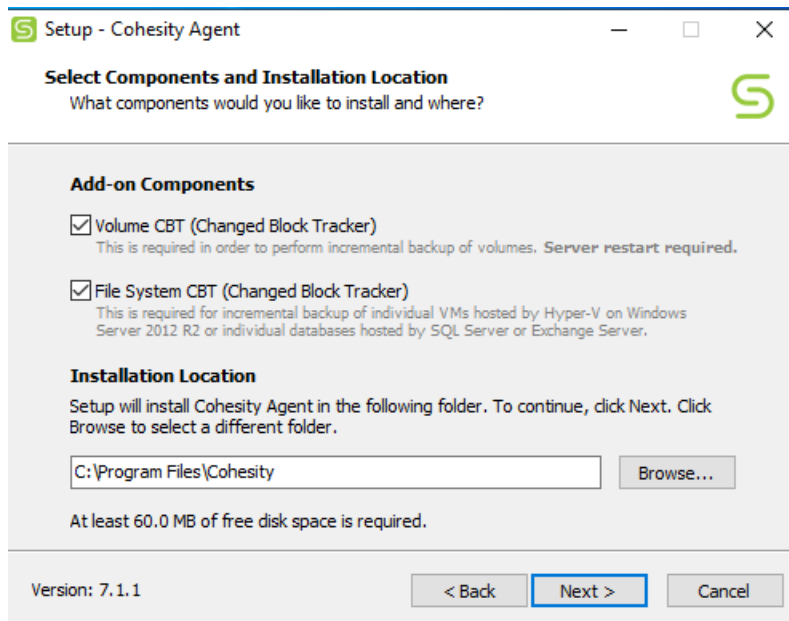 Setup - Cohesity Agent
Select Components and Installation Location
What components would you like to install and where?
Add-on Components
Volume CBT (Changed Block Tracker)
This is required in order to perform incremental backup of volumes. Server restart required.
File System CBT (Changed Block Tracker)
This is required for incremental backup of individual VMs hosted by Hyper-V on Windows
Server 2012 R2 or individual databases hosted by SQL Server or Exchange Server.
Installation Location
Setup will install Cohesity Agent in the following folder. To continue, click Next. Click
Browse to select a different folder.
C:\Program Files\Cohesity
Browse...
At least 60.0 MB of free disk space is required.
Version: 7.1.1
< Back
Next >
Cancel